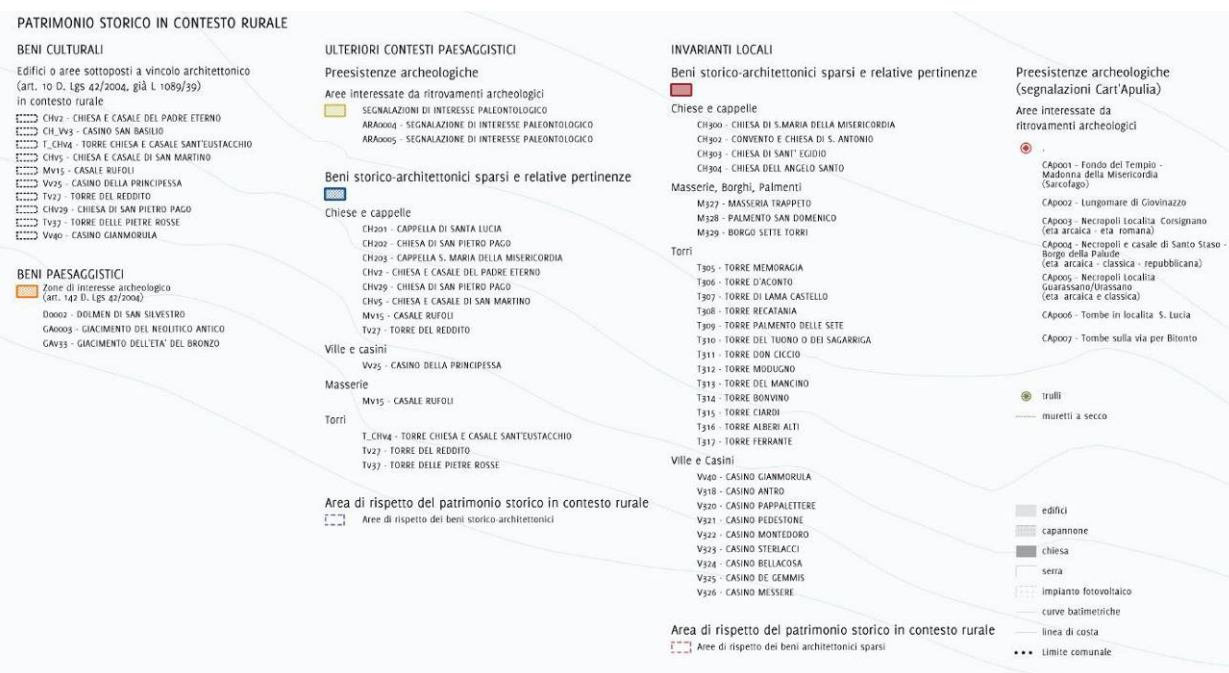 PATRIMONIO STORICO IN CONTESTO RURALE
BENI CULTURALI
Edifici o aree sottoposti a vincolo architettonico
(art. 10 D. Lgs 42/2004, già L 1089/39)
in contesto rurale
CHv2 - CHIESA E CASALE DEL PADRE ETERNO
CH_Vv3 - CASINO SAN BASILIO
T_CHv4 - TORRE CHIESA E CASALE SANT'EUSTACCHIO
CHv5 - CHIESA E CASALE DI SAN MARTINO
Mv15 - CASALE RUFOLI
Vv25 - CASINO DELLA PRINCIPESSA
Tv27 - TORRE DEL REDDITO
CHv29 - CHIESA DI SAN PIETRO PAGO
Tv37 - TORRE DELLE PIETRE ROSSE
Vv40 - CASINO GIANMORULA
BENI PAESAGGISTICI
Zone di interesse archeologico
(art. 142 D. Lgs 42/2004)
D0002 - DOLMEN DI SAN SILVESTRO
GA0003 - GIACIMENTO DEL NEOLITICO ANTICO
GAv33 - GIACIMENTO DELL'ETA' DEL BRONZO
ULTERIORI CONTESTI PAESAGGISTICI
Preesistenze archeologiche
Aree interessate da ritrovamenti archeologici
SEGNALAZIONI DI INTERESSE PALEONTOLOGICO
ARA0004 - SEGNALAZIONE DI INTERESSE PALEONTOLOGICO
ARA0005 - SEGNALAZIONE DI INTERESSE PALEONTOLOGICO
Beni storico-architettonici sparsi e relative pertinenze
Chiese e cappelle
CH201 - CAPPELLA DI SANTA LUCIA
CH202 - CHIESA DI SAN PIETRO PAGO
CH203 - CAPPELLA S. MARIA DELLA MISERICORDIA
CHv2 - CHIESA E CASALE DEL PADRE ETERNO
CHv29 - CHIESA DI SAN PIETRO PAGO
CHv5 - CHIESA E CASALE DI SAN MARTINO
Mv15 - CASALE RUFOLI
Tv27 - TORRE DEL REDDITO
Ville e casini
Vv25 - CASINO DELLA PRINCIPESSA
Masserie
Mv15 - CASALE RUFOLI
Torri
T_CHv4 - TORRE CHIESA E CASALE SANT'EUSTACCHIO
Tv27 - TORRE DEL REDDITO
Tv37 - TORRE DELLE PIETRE ROSSE
Area di rispetto del patrimonio storico in contesto rurale
Aree di rispetto dei beni storico-architettonici
INVARIANTI LOCALI
Beni storico-architettonici sparsi e relative pertinenze
Chiese e cappelle
CH300 - CHIESA DI S.MARIA DELLA MISERICORDIA
CH302 - CONVENTO E CHIESA DI S. ANTONIO
CH303 - CHIESA DI SANT' EGIDIO
CH304 - CHIESA DELL ANGELO SANTO
Masserie, Borghi, Palmenti
M327 - MASSERIA TRAPPETO
M328 - PALMENTO SAN DOMENICO
M329 - BORGO SETTE TORRI
Torri
T305 - TORRE MEMORAGIA
T306 - TORRE D'ACONTO
T307 - TORRE DI LAMA CASTELLO
T308 - TORRE RECATANIA
T309 - TORRE PALMENTO DELLE SETE
T310 - TORRE DEL TUONO O DEI SAGARRIGA
T311 - TORRE DON CICCIO
T312 - TORRE MODUGNO
T313 - TORRE DEL MANCINO
T314 - TORRE BONVINO
T315 - TORRE CIARDI
T316 - TORRE ALBERI ALTI
T317 - TORRE FERRANTE
Ville e Casini
Vv40 - CASINO GIANMORULA
V318 - CASINO ANTRO
V320 - CASINO PAPPALETTERE
V321 - CASINO PEDESTONE
V322 - CASINO MONTEDORO
V323 - CASINO STERLACCI
V324 - CASINO BELLACOSA
V325 - CASINO DE GEMMIS
V326 - CASINO MESSERE
Area di rispetto del patrimonio storico in contesto rurale
Aree di rispetto dei beni architettonici sparsi
Preesistenze archeologiche
(segnalazioni Cart'Apulia)
Aree interessate da
ritrovamenti archeologici
CAp001 - Fondo del Tempio -
Madonna della Misericordia
(Sarcofago)
CAp002 - Lungomare di Giovinazzo
CAp003 - Necropoli Localita Corsignano
(eta arcaica - eta romana)
CAp004 - Necropoli e casale di Santo Staso -
Borgo della Palude
(eta arcaica - classica - repubblicana)
CAp005 - Necropoli Localita
Guarassano/Urassano
(eta arcaica e classica)
CAp006 - Tombe in localita S. Lucia
CAp007 - Tombe sulla via per Bitonto
trulli
muretti a secco
edifici
capannone
chiesa
serra
impianto fotovoltaico
curve batimetriche
linea di costa
Limite comunale